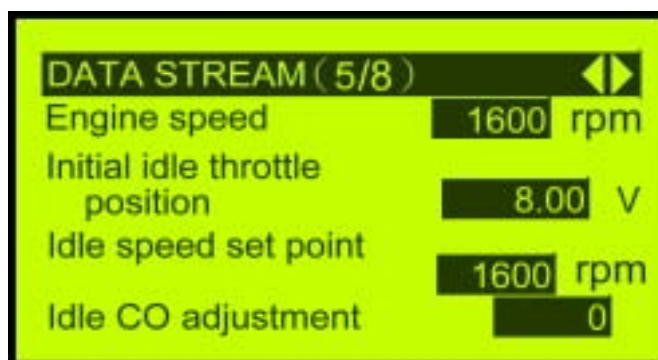 DATA STREAM（5/8）
Engine speed 1600 rpm
Initial idle throttle
position 8.00 V
Idle speed set point
1600 rpm
Idle CO adjustment 0